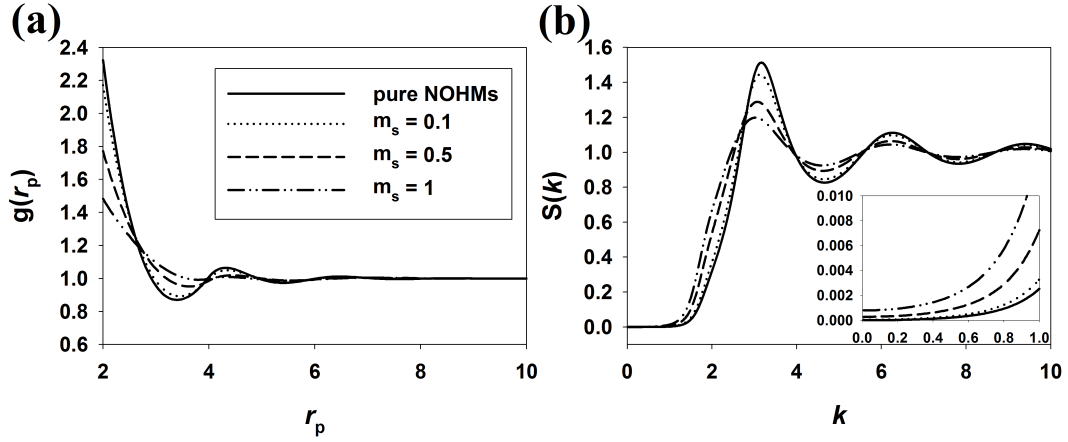 (a)
g(rₚ)
2.4
2.2
2.0
1.8
1.6
1.4
1.2
1.0
0.8
0.6
pure NOHMs
mₛ = 0.1
mₛ = 0.5
mₛ = 1
2 4 6 8 10
rₚ
(b)
S(k)
1.6
1.4
1.2
1.0
0.8
0.6
0.4
0.2
0.0
0.010
0.008
0.006
0.004
0.002
0.000
0.0 0.2 0.4 0.6 0.8 1.0
0 2 4 6 8 10
k